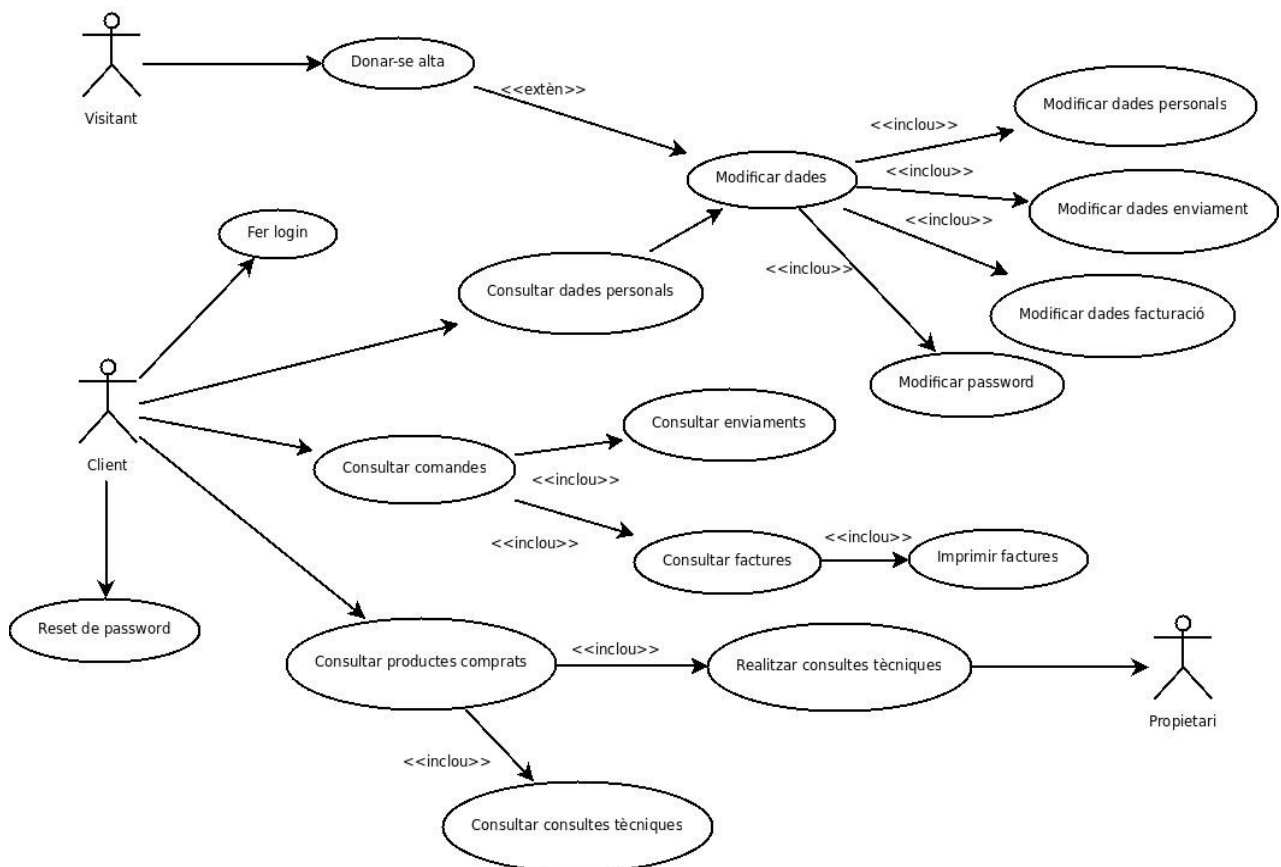 Donar-se alta
Visitant
<<extèn>>
Modificar dades personals
<<inclou>>
Modificar dades
<<inclou>>
Modificar dades enviament
<<inclou>>
Fer login
<<inclou>>
Consultar dades personals
Modificar dades facturació
Modificar password
Consultar enviaments
Client
Consultar comandes
<<inclou>>
<<inclou>>
Consultar factures
<<inclou>>
Imprimir factures
Reset de password
Consultar productes comprats
<<inclou>>
Realitzar consultes tècniques
Propietari
<<inclou>>
Consultar consultes tècniques